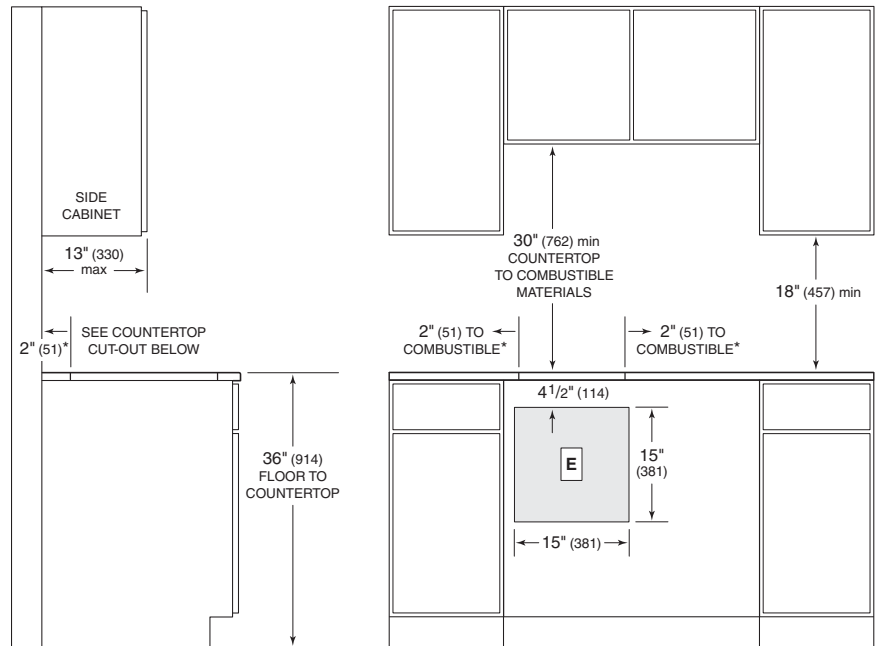 SIDE
CABINET
13" (330)
max
2" (51)*
SEE COUNTERTOP
CUT-OUT BELOW
36" (914)
FLOOR TO
COUNTERTOP
30" (762) min
COUNTERTOP
TO COMBUSTIBLE
MATERIALS
18" (457) min
2" (51) TO
COMBUSTIBLE*
2" (51) TO
COMBUSTIBLE*
4 1/2" (114)
E
15"
(381)
15" (381)